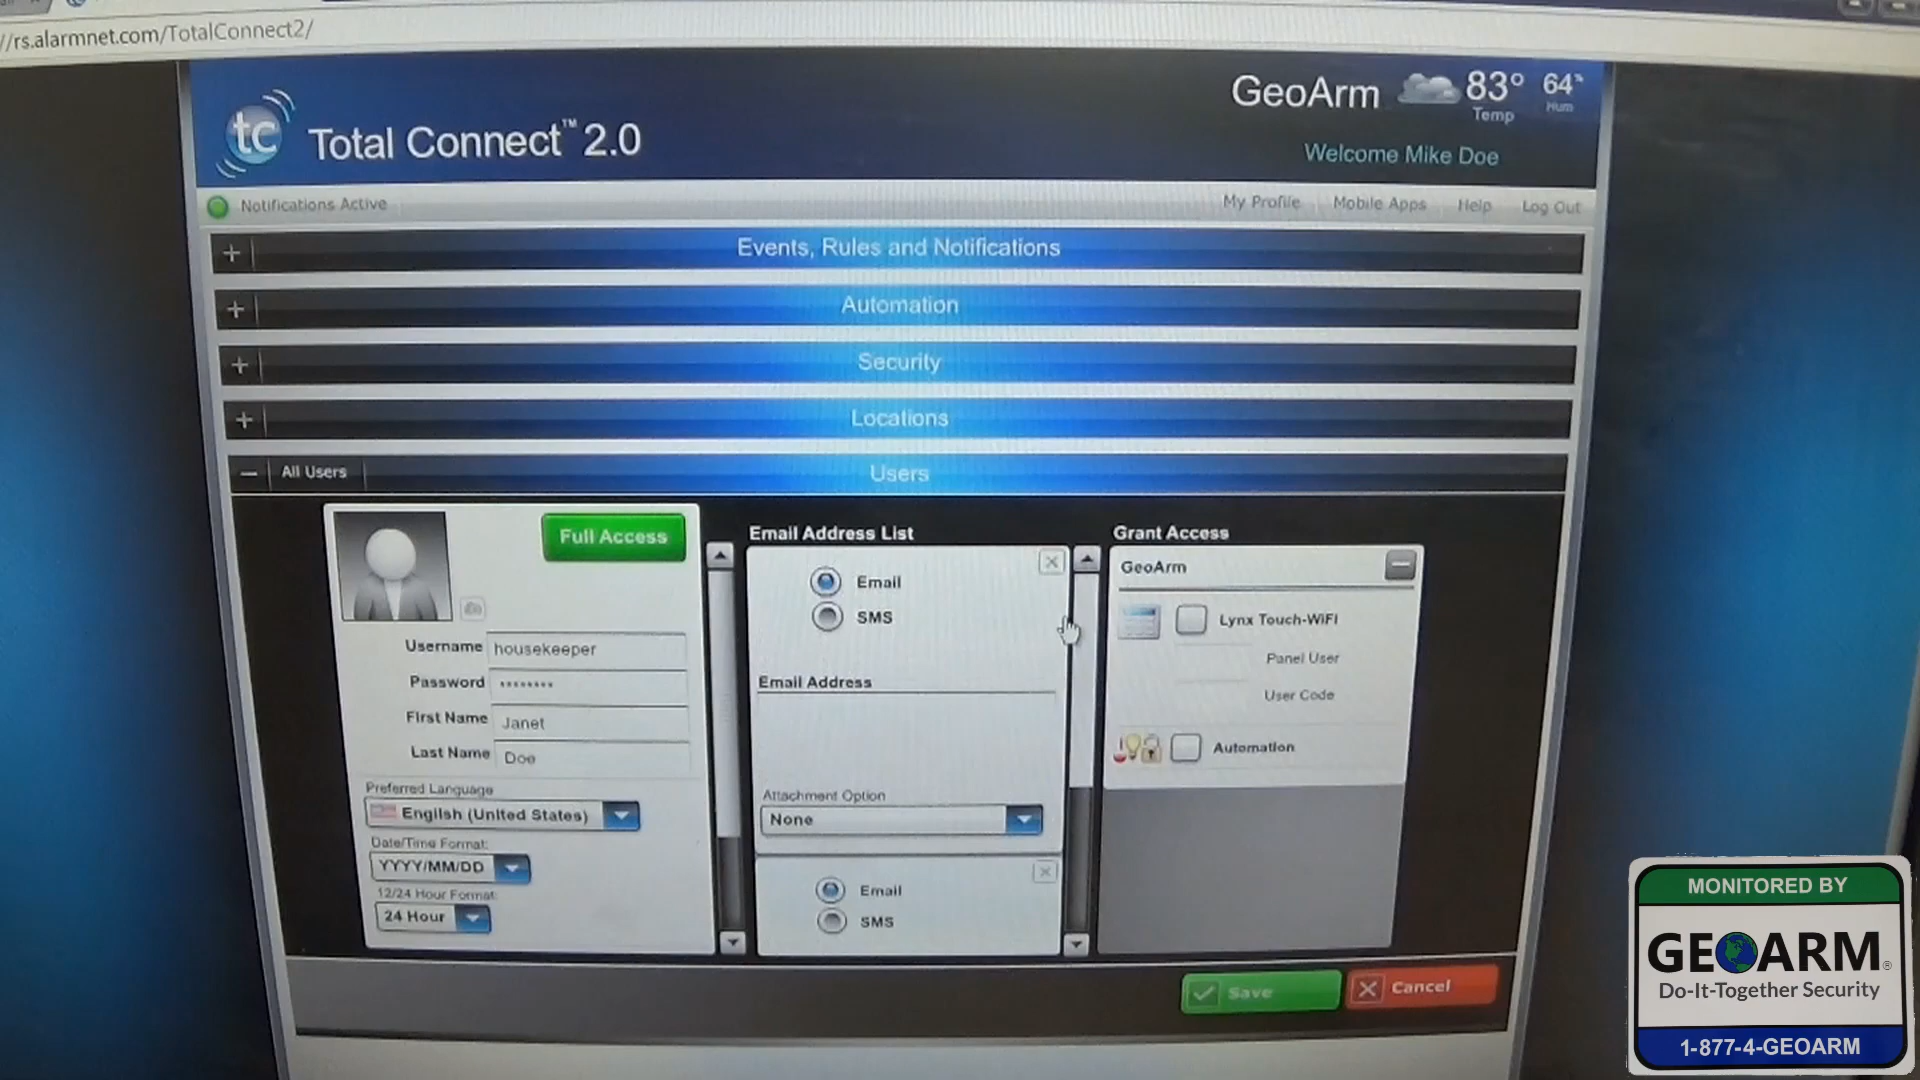 //rs.alarmnet.com/TotalConnect2/
tc Total Connect™ 2.0
GeoArm 83° 64%
Temp Hum
Welcome Mike Doe
Notifications Active My Profile Mobile Apps Help Log Out
+ Events, Rules and Notifications
+ Automation
+ Security
+ Locations
− All Users Users
Full Access
Username housekeeper
Password ********
First Name Janet
Last Name Doe
Preferred Language
English (United States)
Date/Time Format:
YYYY/MM/DD
12/24 Hour Format:
24 Hour
Email Address List
Email
SMS
Email Address
Attachment Option
None
Email
SMS
Grant Access
GeoArm
Lynx Touch-WiFi
Panel User
User Code
Automation
Save Cancel
MONITORED BY
GEOARM®
Do-It-Together Security
1-877-4-GEOARM